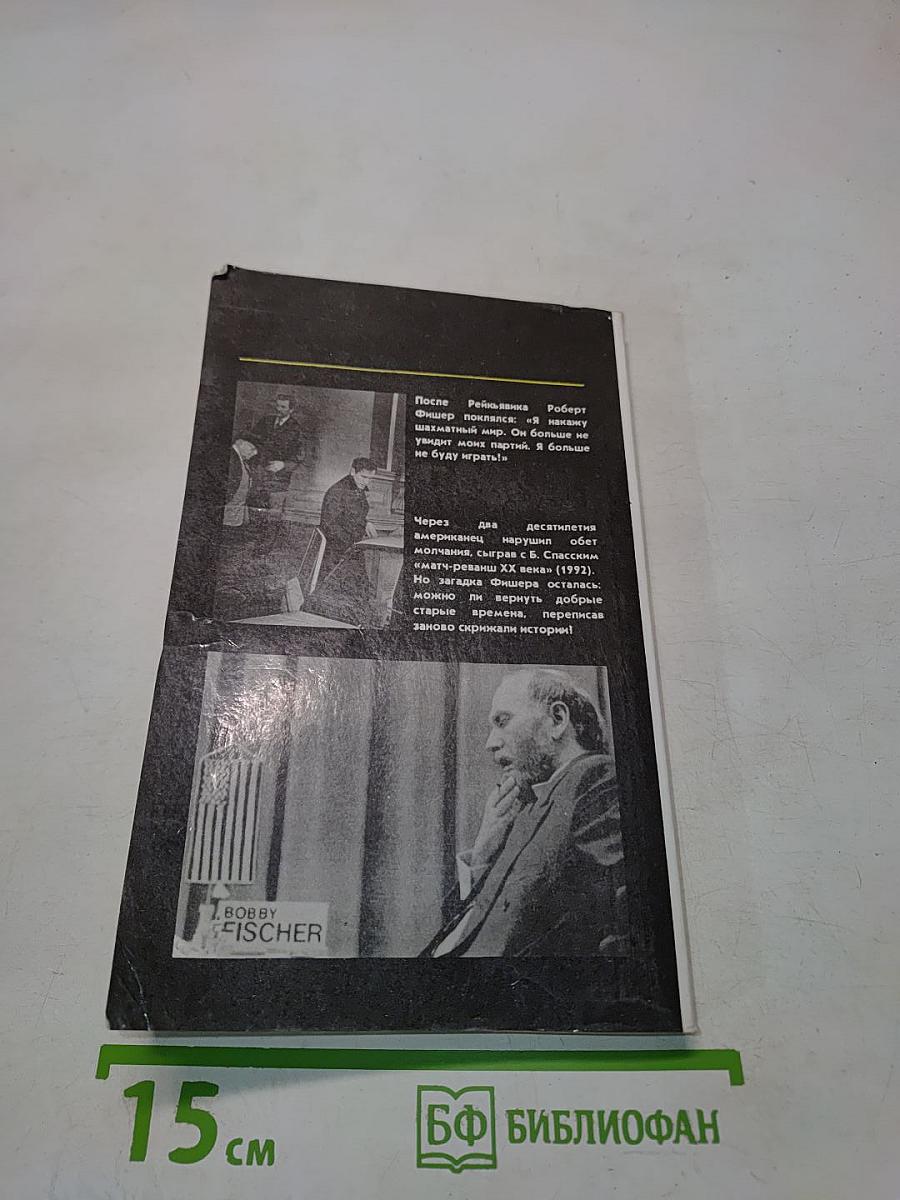 После Рейкьявика Роберт
Фишер поклялся: «Я накажу
шахматный мир. Он больше не
увидит моих партий. Я больше
не буду играть!»
Через два десятилетия
американец нарушил обет
молчания, сыграв с Б. Спасским
«матч-реванш XX века» (1992).
Но загадка Фишера осталась:
можно ли вернуть добрые
старые времена, переписав
заново скрижали истории!
BOBBY
FISCHER
15 см
БФ БИБЛИОФАН